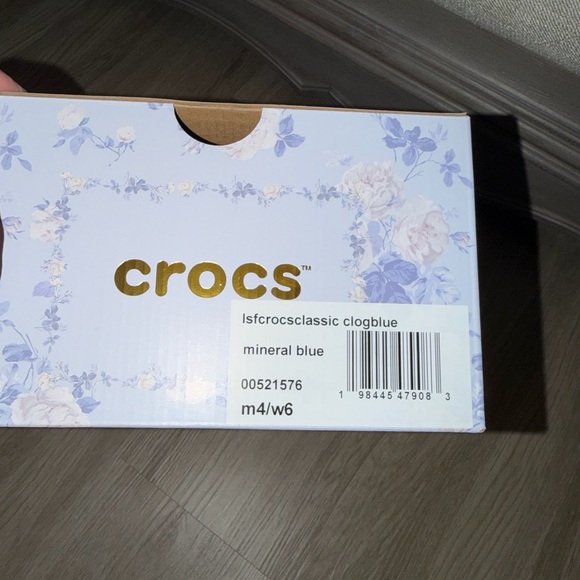 crocs™
lsfcrocsclassic clogblue
mineral blue
00521576
m4/w6
1 98445 47908 3